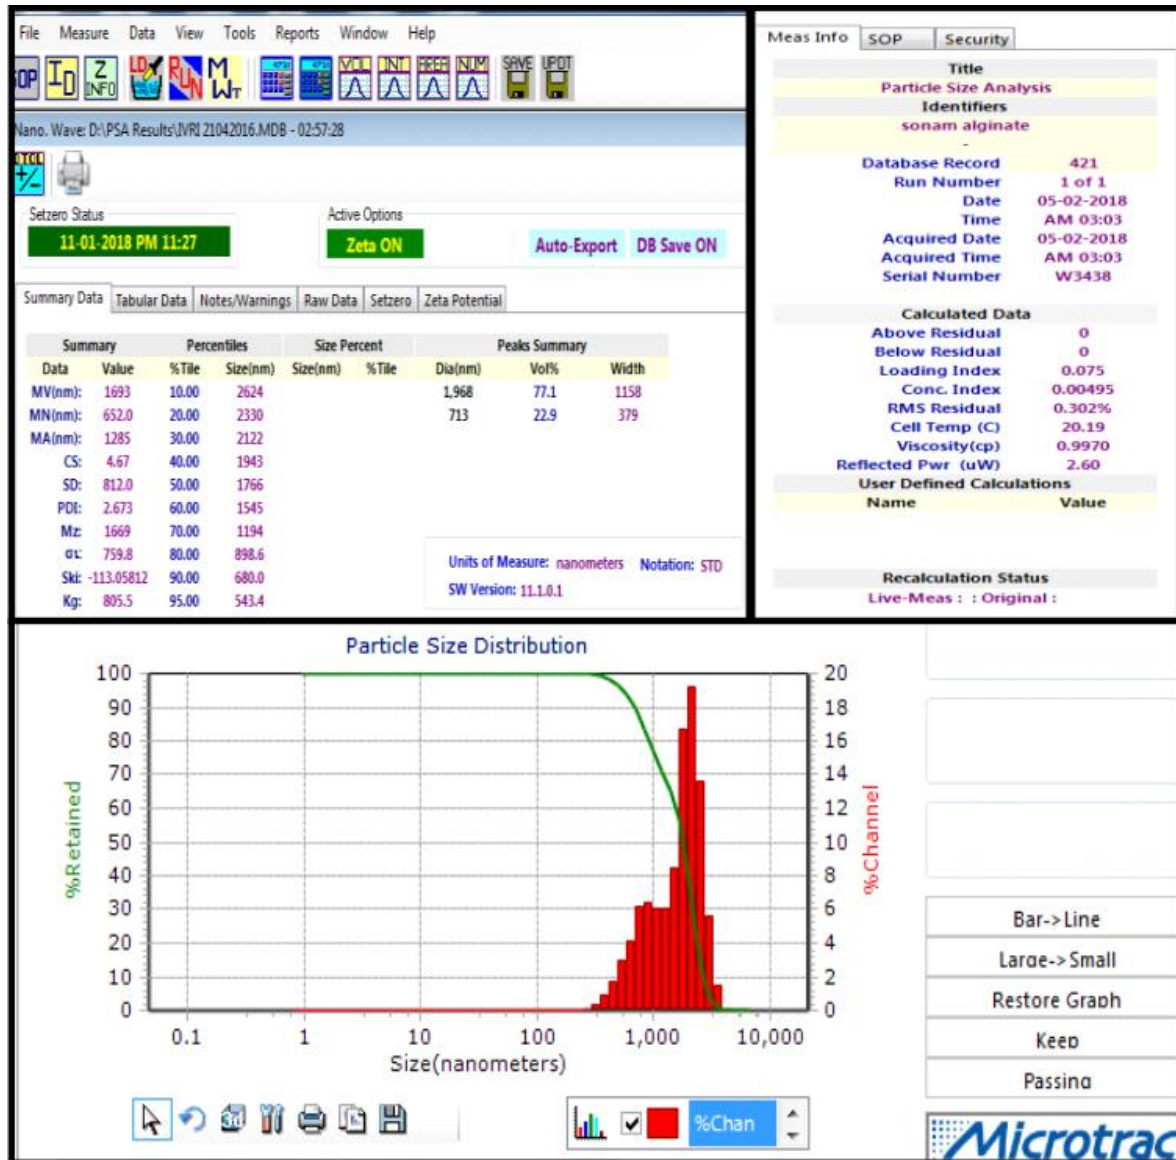 File Measure Data View Tools Reports Window Help
OP ID Z INFO LD RUN MWT VOL INT AREA NUM SAVE UPDT
Nano. Wave: D:\PSA Results\IVRI 21042016.MDB - 02:57:28
+/-
Setzero Status Active Options
11-01-2018 PM 11:27 Zeta ON Auto-Export DB Save ON
Summary Data Tabular Data Notes/Warnings Raw Data Setzero Zeta Potential
Summary Percentiles Size Percent Peaks Summary
Data Value %Tile Size(nm) Size(nm) %Tile Dia(nm) Vol% Width
MV(nm): 1693 10.00 2624 1,968 77.1 1158
MN(nm): 652.0 20.00 2330 713 22.9 379
MA(nm): 1285 30.00 2122
CS: 4.67 40.00 1943
SD: 812.0 50.00 1766
PDI: 2.673 60.00 1545
Mz: 1669 70.00 1194
σι: 759.8 80.00 898.6
Ski: -113.05812 90.00 680.0
Kg: 805.5 95.00 543.4
Units of Measure: nanometers Notation: STD
SW Version: 11.1.0.1
Meas Info SOP Security
Title
Particle Size Analysis
Identifiers
sonam alginate
-
Database Record 421
Run Number 1 of 1
Date 05-02-2018
Time AM 03:03
Acquired Date 05-02-2018
Acquired Time AM 03:03
Serial Number W3438
Calculated Data
Above Residual 0
Below Residual 0
Loading Index 0.075
Conc. Index 0.00495
RMS Residual 0.302%
Cell Temp (C) 20.19
Viscosity(cp) 0.9970
Reflected Pwr (uW) 2.60
User Defined Calculations
Name Value
Recalculation Status
Live-Meas : : Original :
Particle Size Distribution
100 20
90 18
80 16
70 14
60 12
50 10
40 8
30 6
20 4
10 2
0 0
%Retained
%Channel
0.1 1 10 100 1,000 10,000
Size(nanometers)
3d
%Chan
Bar->Line
Large->Small
Restore Graph
Keep
Passing
Microtrac